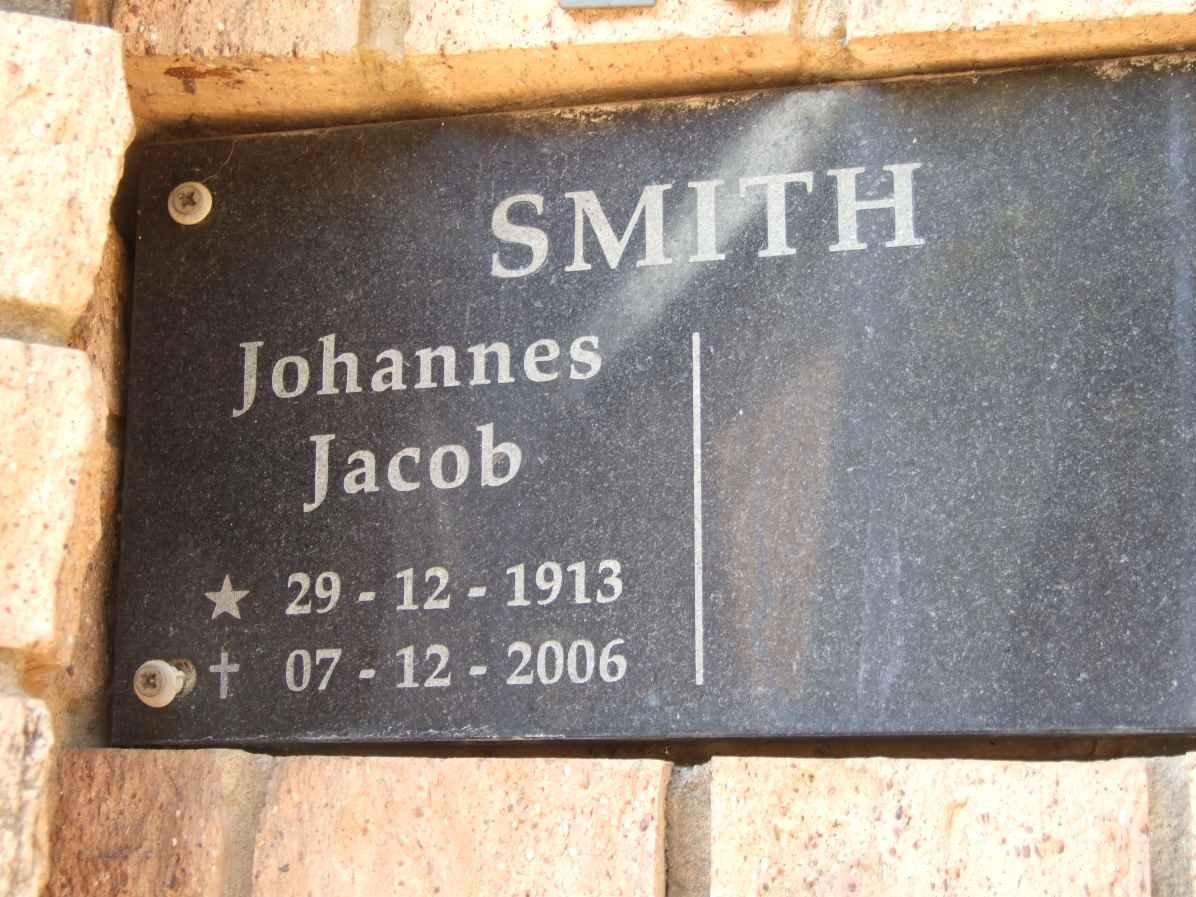 SMITH
Johannes
Jacob
★ 29 - 12 - 1913
✝ 07 - 12 - 2006